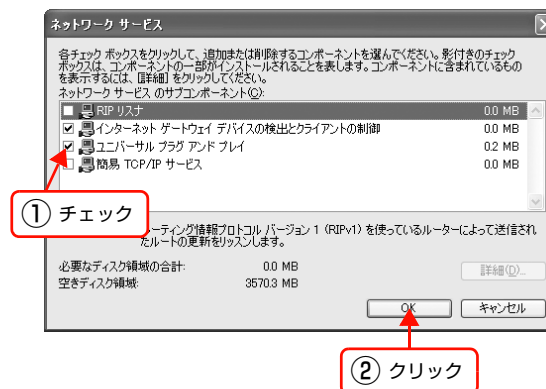 ネットワーク サービス
各チェック ボックスをクリックして、追加または削除するコンポーネントを選んでください。影付きのチェック
ボックスは、コンポーネントの一部がインストールされることを表します。コンポーネントに含まれているもの
を表示するには、[詳細] をクリックしてください。
ネットワーク サービス のサブコンポーネント(C):
RIP リスナ 0.0 MB
インターネット ゲートウェイ デバイスの検出とクライアントの制御 0.0 MB
ユニバーサル プラグ アンド プレイ 0.2 MB
簡易 TCP/IP サービス 0.0 MB
① チェック
ーティング情報プロトコル バージョン 1 (RIPv1) を使っているルーターによって送信され
たルートの更新をリッスンします。
必要なディスク領域の合計: 0.0 MB
空きディスク領域: 3570.3 MB
詳細(D)...
OK キャンセル
② クリック